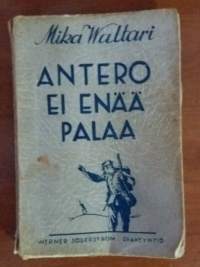 Mika Waltari
ANTERO
EI ENÄÄ
PALAA
WERNER SÖDERSTRÖM OSAKEYHTIÖ